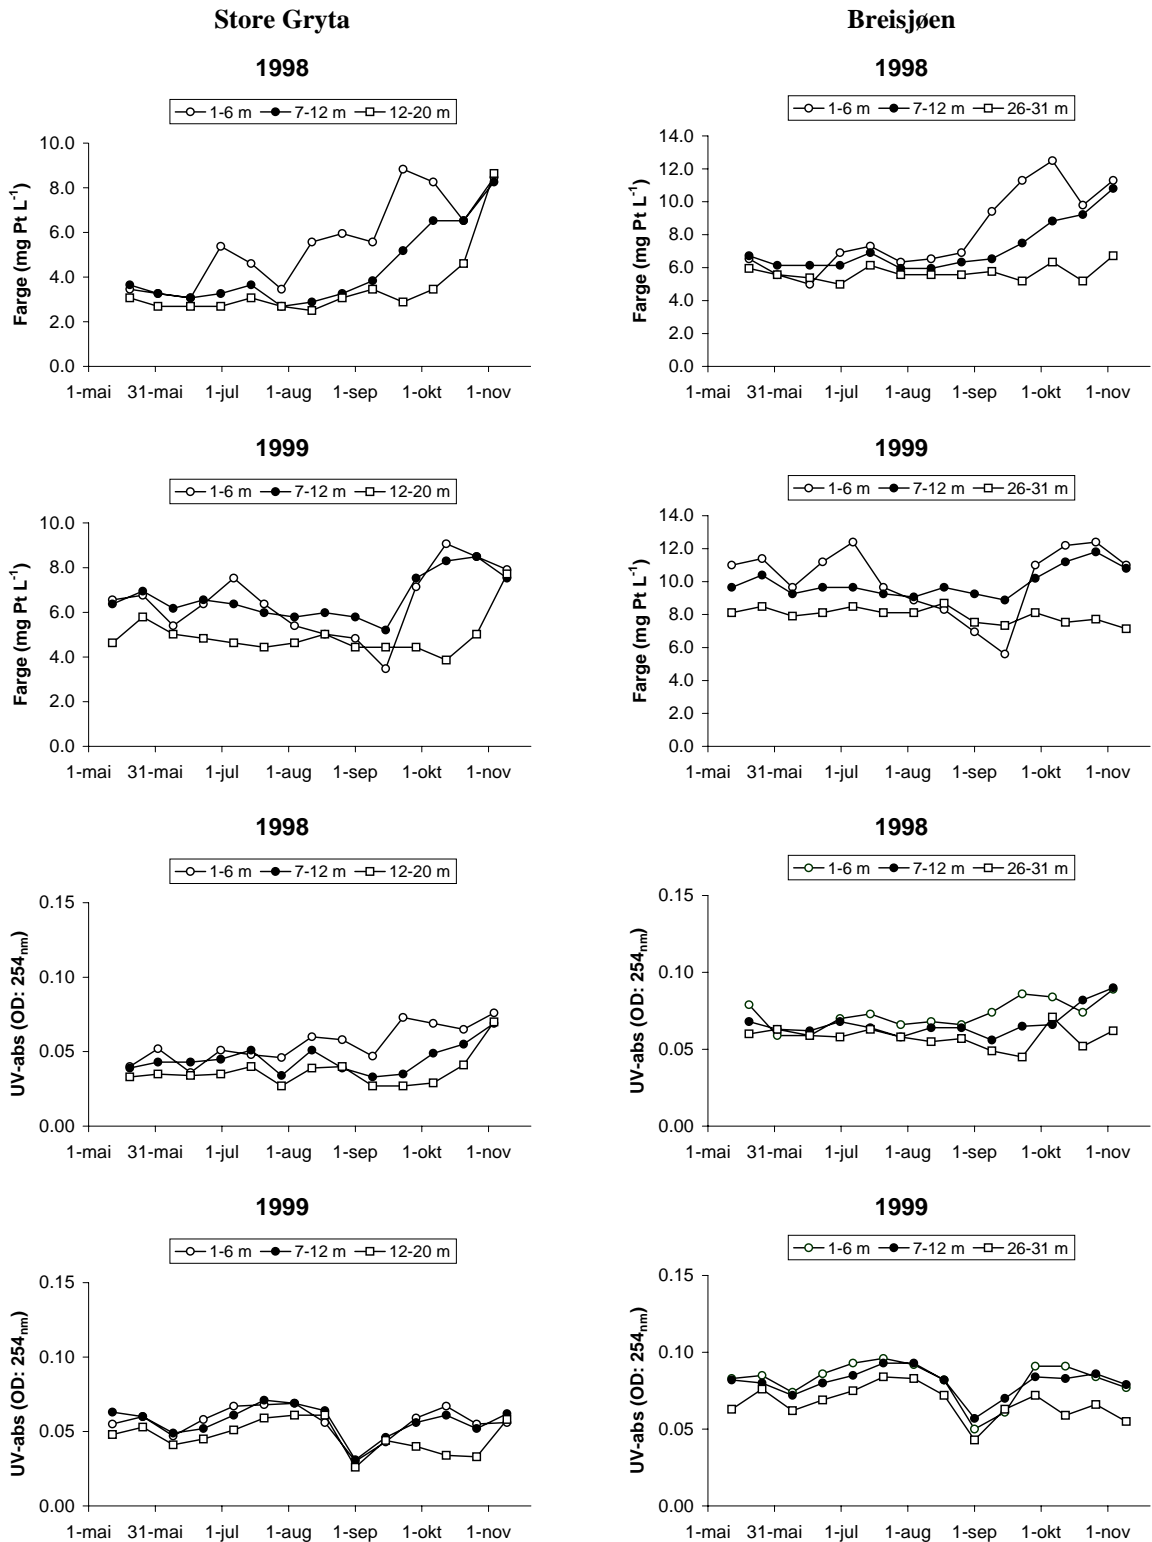 Store Gryta
Breisjøen
1998
1-6 m 7-12 m 12-20 m
10.0
8.0
6.0
4.0
2.0
0.0
Farge (mg Pt L-1)
1-mai 31-mai 1-jul 1-aug 1-sep 1-okt 1-nov
1998
1-6 m 7-12 m 26-31 m
14.0
12.0
10.0
8.0
6.0
4.0
2.0
0.0
Farge (mg Pt L-1)
1-mai 31-mai 1-jul 1-aug 1-sep 1-okt 1-nov
1999
1-6 m 7-12 m 12-20 m
10.0
8.0
6.0
4.0
2.0
0.0
Farge (mg Pt L-1)
1-mai 31-mai 1-jul 1-aug 1-sep 1-okt 1-nov
1999
1-6 m 7-12 m 26-31 m
14.0
12.0
10.0
8.0
6.0
4.0
2.0
0.0
Farge (mg Pt L-1)
1-mai 31-mai 1-jul 1-aug 1-sep 1-okt 1-nov
1998
1-6 m 7-12 m 12-20 m
0.15
0.10
0.05
0.00
UV-abs (OD: 254nm)
1-mai 31-mai 1-jul 1-aug 1-sep 1-okt 1-nov
1998
1-6 m 7-12 m 26-31 m
0.15
0.10
0.05
0.00
UV-abs (OD: 254nm)
1-mai 31-mai 1-jul 1-aug 1-sep 1-okt 1-nov
1999
1-6 m 7-12 m 12-20 m
0.15
0.10
0.05
0.00
UV-abs (OD: 254nm)
1-mai 31-mai 1-jul 1-aug 1-sep 1-okt 1-nov
1999
1-6 m 7-12 m 26-31 m
0.15
0.10
0.05
0.00
UV-abs (OD: 254nm)
1-mai 31-mai 1-jul 1-aug 1-sep 1-okt 1-nov